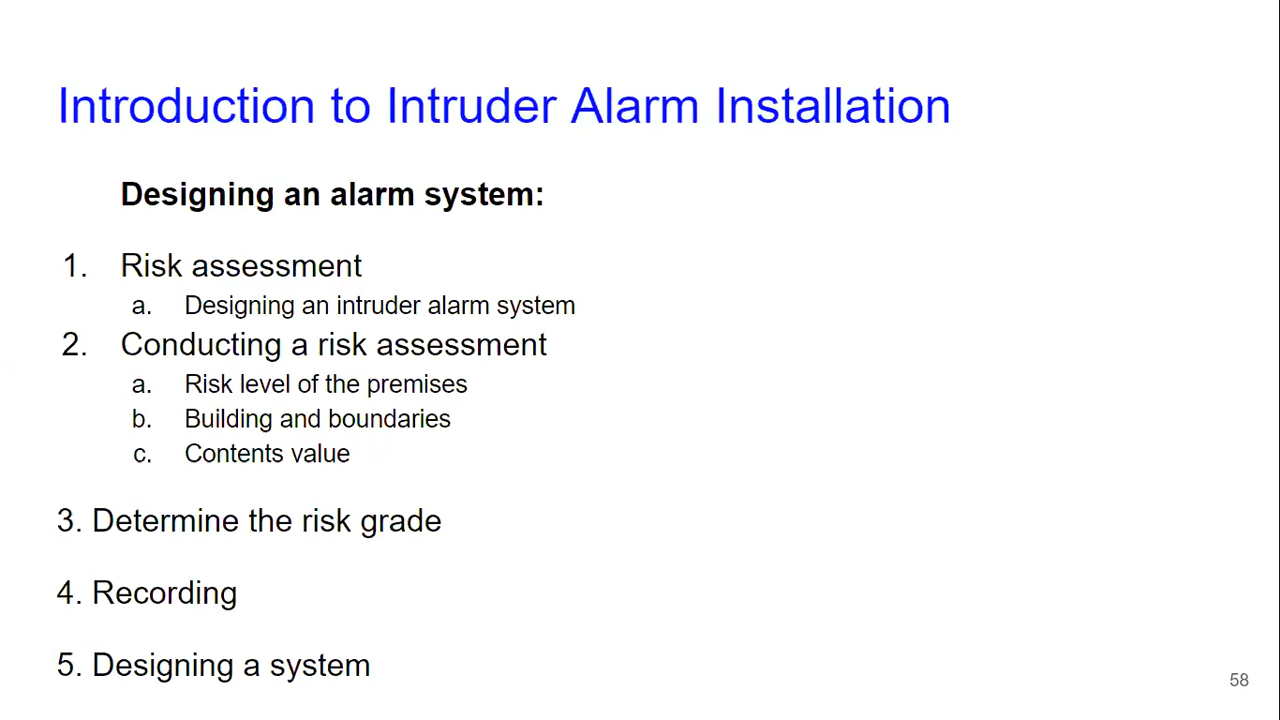 Introduction to Intruder Alarm Installation
Designing an alarm system:
1. Risk assessment
a. Designing an intruder alarm system
2. Conducting a risk assessment
a. Risk level of the premises
b. Building and boundaries
c. Contents value
3. Determine the risk grade
4. Recording
5. Designing a system
58